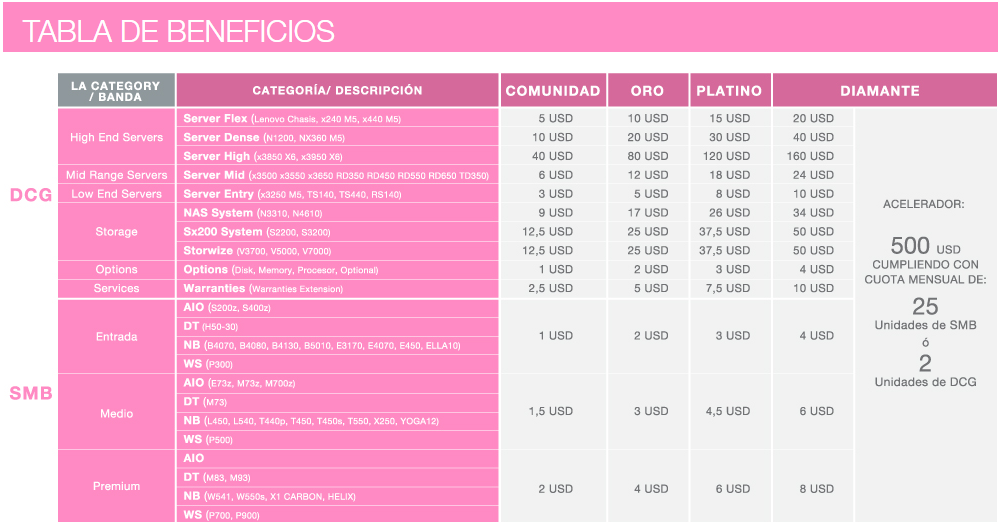 TABLA DE BENEFICIOS
LA CATEGORY / BANDA CATEGORÍA/ DESCRIPCIÓN COMUNIDAD ORO PLATINO DIAMANTE
DCG
High End Servers Server Flex (Lenovo Chasis, x240 M5, x440 M5) 5 USD 10 USD 15 USD 20 USD
Server Dense (N1200, NX360 M5) 10 USD 20 USD 30 USD 40 USD
Server High (x3850 X6, x3950 X6) 40 USD 80 USD 120 USD 160 USD
Mid Range Servers Server Mid (x3500 x3550 x3650 RD350 RD450 RD550 RD650 TD350) 6 USD 12 USD 18 USD 24 USD
Low End Servers Server Entry (x3250 M5, TS140, TS440, RS140) 3 USD 5 USD 8 USD 10 USD
Storage NAS System (N3310, N4610) 9 USD 17 USD 26 USD 34 USD
Sx200 System (S2200, S3200) 12,5 USD 25 USD 37,5 USD 50 USD
Storwize (V3700, V5000, V7000) 12,5 USD 25 USD 37,5 USD 50 USD
Options Options (Disk, Memory, Procesor, Optional) 1 USD 2 USD 3 USD 4 USD
Services Warranties (Warranties Extension) 2,5 USD 5 USD 7,5 USD 10 USD
SMB
Entrada AIO (S200z, S400z) 1 USD 2 USD 3 USD 4 USD
DT (H50-30)
NB (B4070, B4080, B4130, B5010, E3170, E4070, E450, ELLA10)
WS (P300)
Medio AIO (E73z, M73z, M700z) 1,5 USD 3 USD 4,5 USD 6 USD
DT (M73)
NB (L450, L540, T440p, T450, T450s, T550, X250, YOGA12)
WS (P500)
Premium AIO 2 USD 4 USD 6 USD 8 USD
DT (M83, M93)
NB (W541, W550s, X1 CARBON, HELIX)
WS (P700, P900)
ACELERADOR:
500 USD
CUMPLIENDO CON
CUOTA MENSUAL DE:
25
Unidades de SMB
ó
2
Unidades de DCG